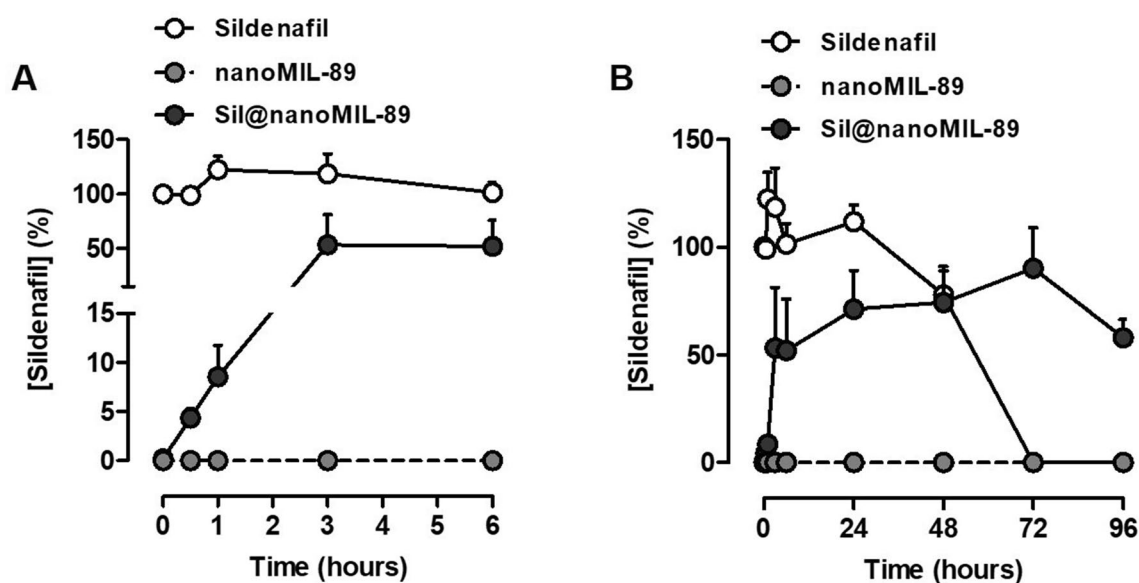 A
Sildenafil
nanoMIL-89
Sil@nanoMIL-89
[Sildenafil] (%)
150
100
50
15
10
5
0
0 1 2 3 4 5 6
Time (hours)
B
Sildenafil
nanoMIL-89
Sil@nanoMIL-89
[Sildenafil] (%)
150
100
50
0
0 24 48 72 96
Time (hours)